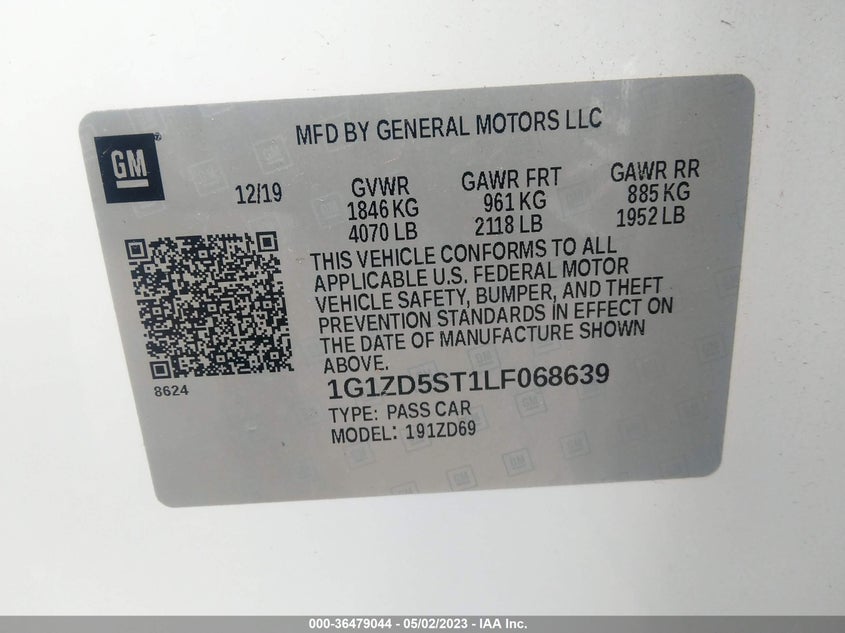 MFD BY GENERAL MOTORS LLC
GM®
12/19
GVWR
1846 KG
4070 LB
GAWR FRT
961 KG
2118 LB
GAWR RR
885 KG
1952 LB
THIS VEHICLE CONFORMS TO ALL
APPLICABLE U.S. FEDERAL MOTOR
VEHICLE SAFETY, BUMPER, AND THEFT
PREVENTION STANDARDS IN EFFECT ON
THE DATE OF MANUFACTURE SHOWN
ABOVE.
8624
1G1ZD5ST1LF068639
TYPE: PASS CAR
MODEL: 191ZD69
000-36479044 - 05/02/2023 - IAA Inc.